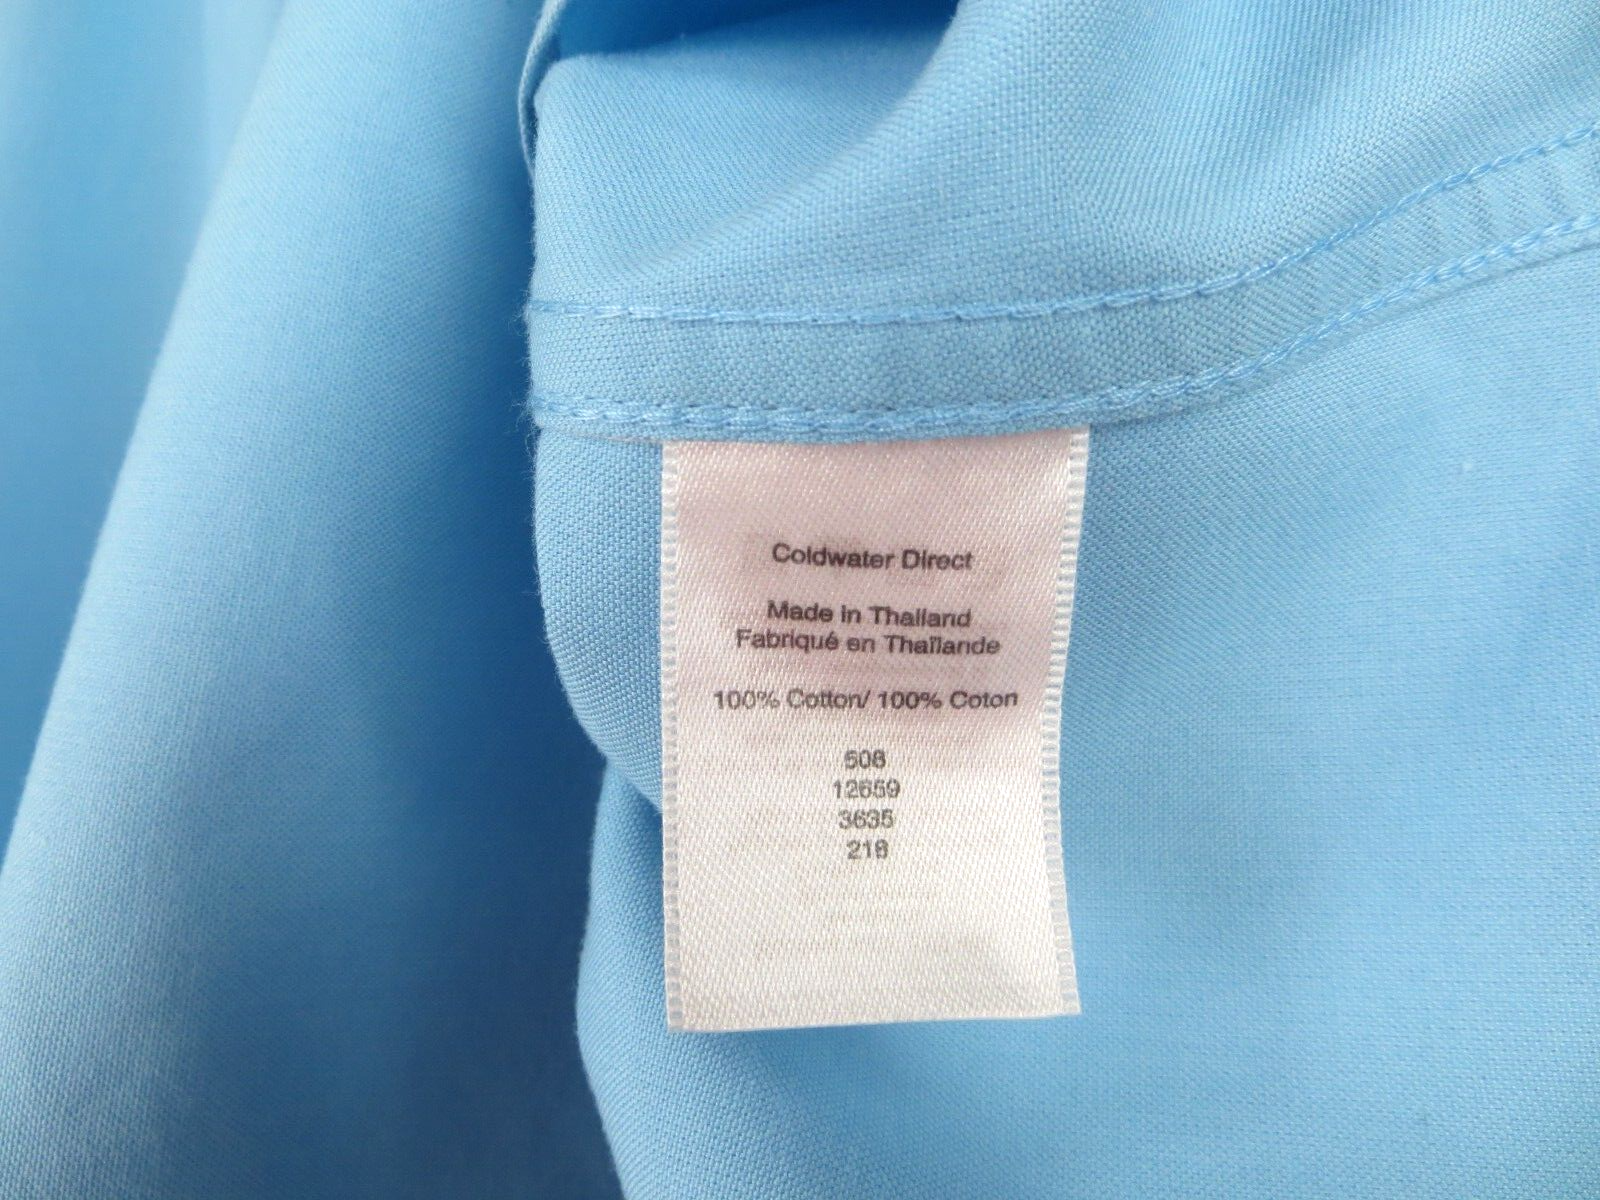 Coldwater Direct
Made in Thailand
Fabriqué en Thaïlande
100% Cotton/ 100% Coton
508
12659
3635
218